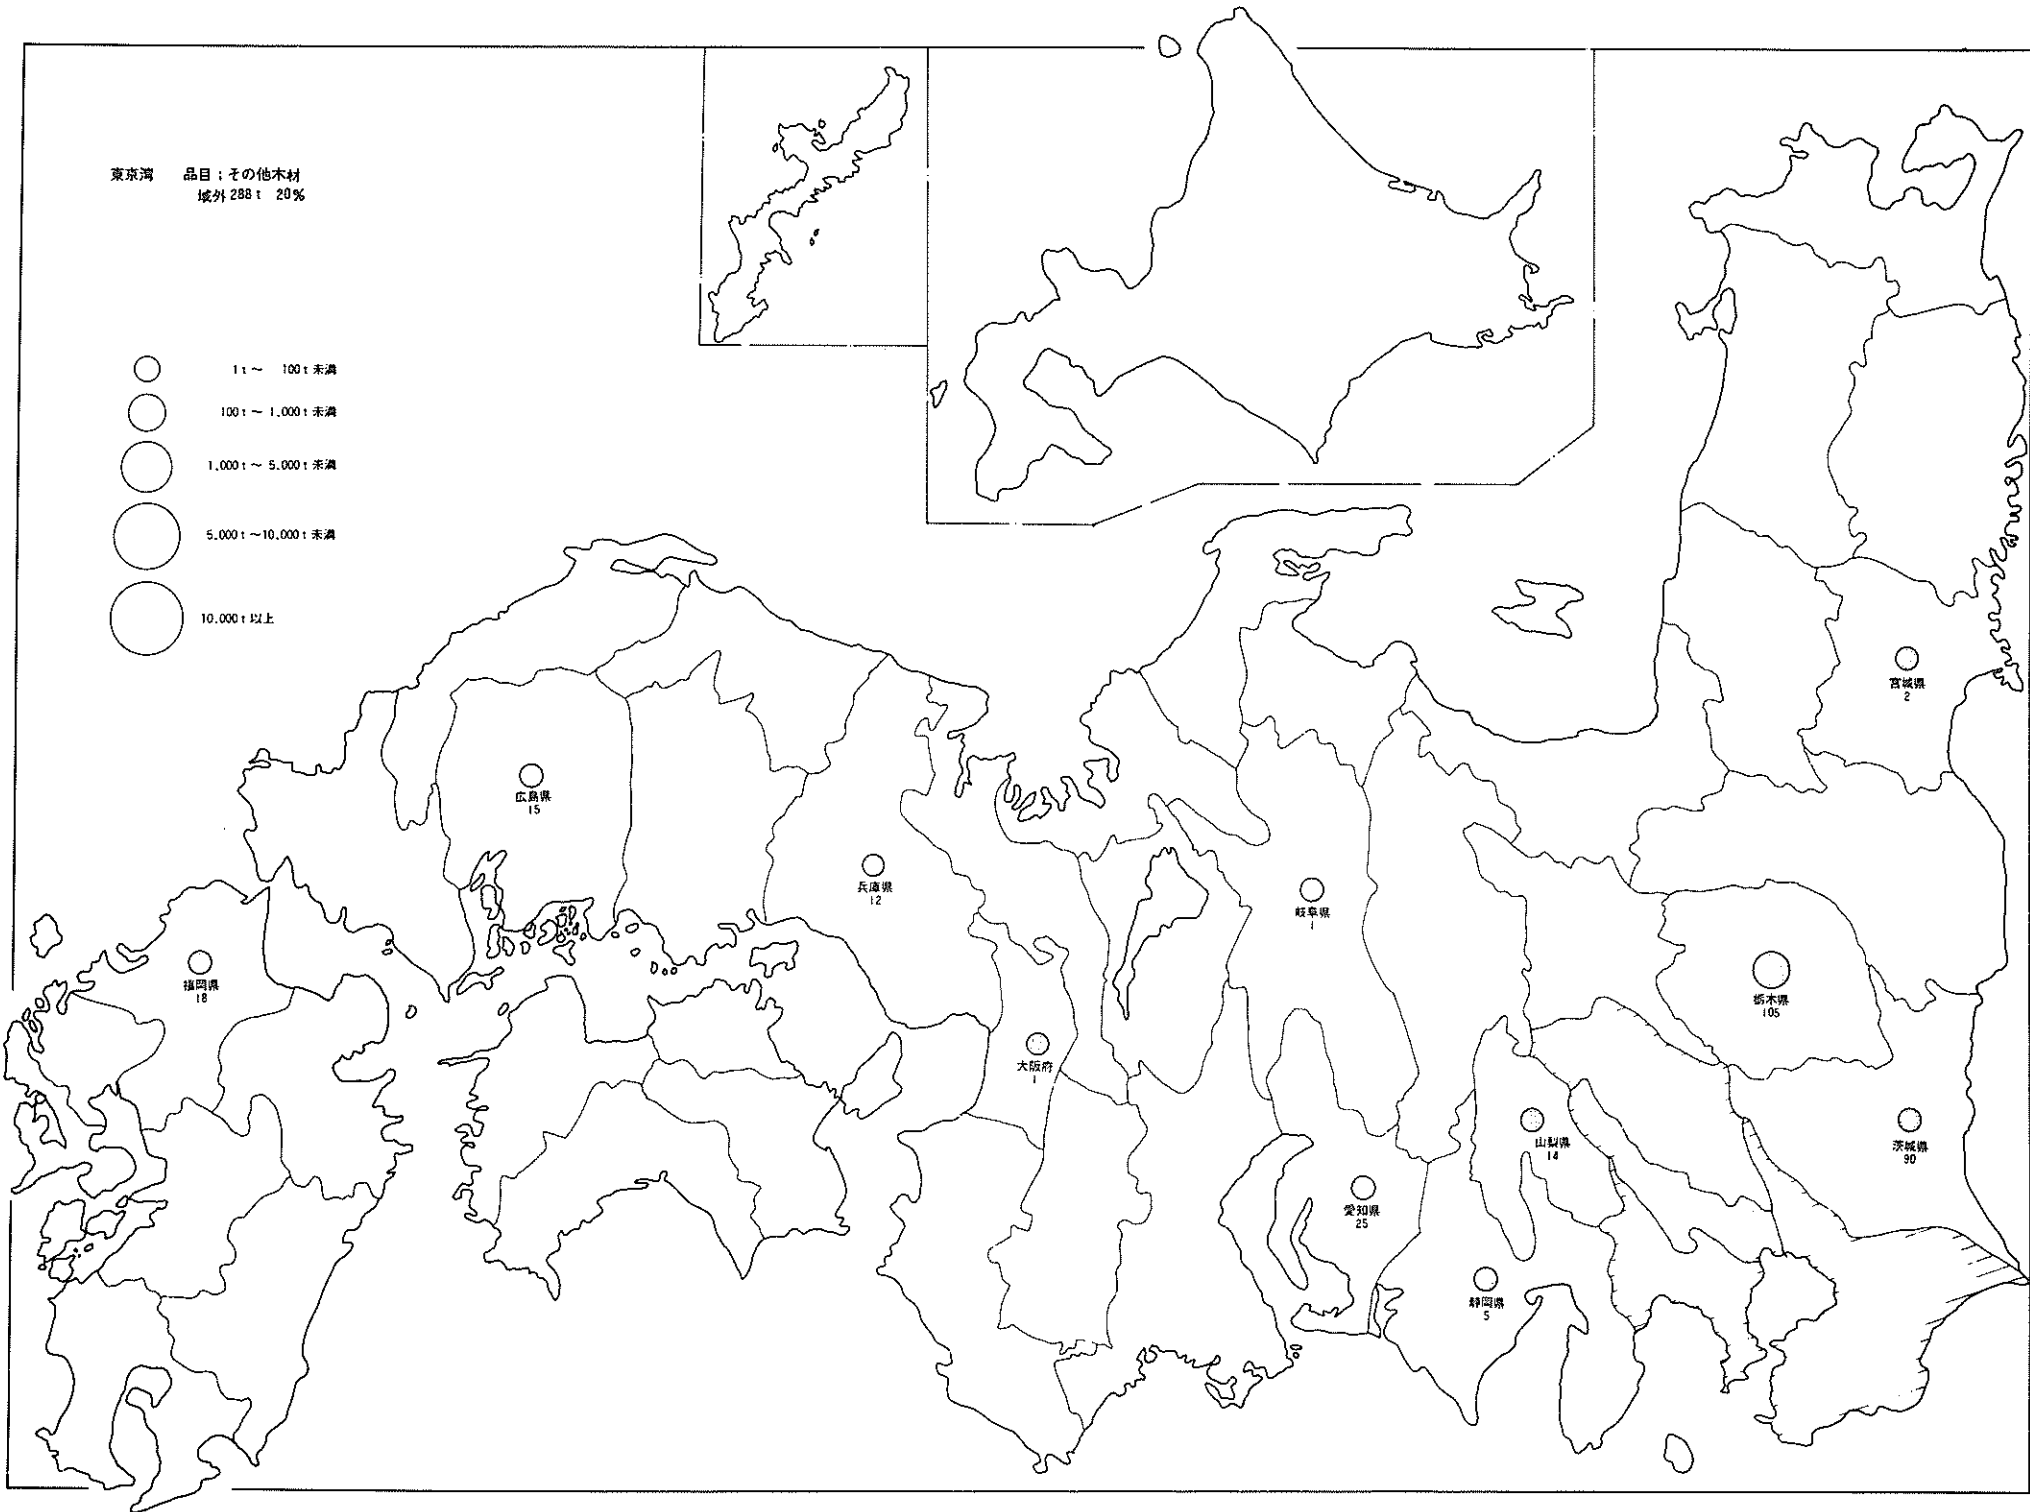 東京湾 品目;その他木材
域外 288t 20%
1t~ 100t未満
100t~1,000t未満
1,000t~5,000t未満
5,000t~10,000t未満
10,000t以上
宮城県
2
広島県
15
兵庫県
12
岐阜県
1
福岡県
18
栃木県
105
大阪府
1
山梨県
14
茨城県
90
愛知県
25
静岡県
5